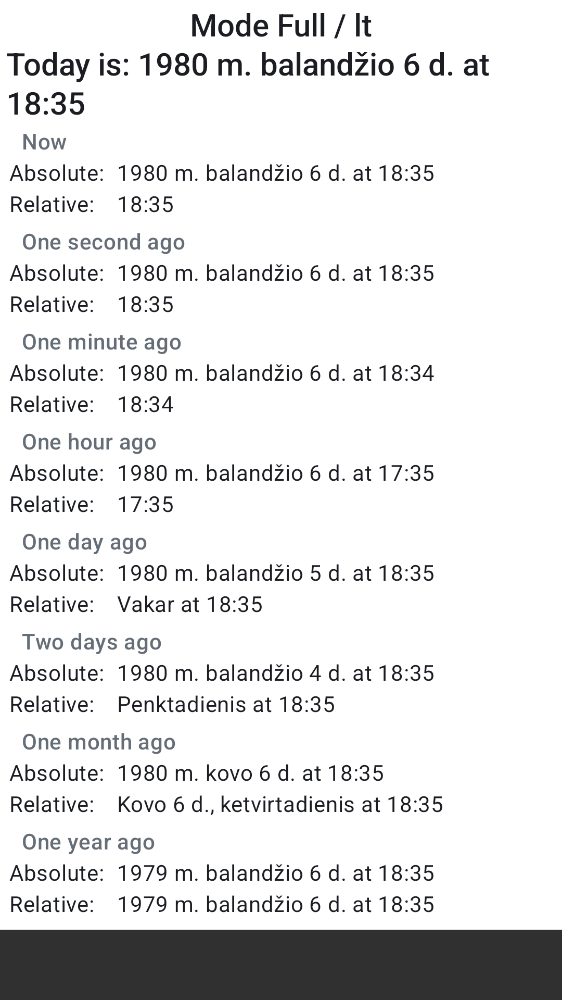 Mode Full / lt
Today is: 1980 m. balandžio 6 d. at
18:35
Now
Absolute: 1980 m. balandžio 6 d. at 18:35
Relative: 18:35
One second ago
Absolute: 1980 m. balandžio 6 d. at 18:35
Relative: 18:35
One minute ago
Absolute: 1980 m. balandžio 6 d. at 18:34
Relative: 18:34
One hour ago
Absolute: 1980 m. balandžio 6 d. at 17:35
Relative: 17:35
One day ago
Absolute: 1980 m. balandžio 5 d. at 18:35
Relative: Vakar at 18:35
Two days ago
Absolute: 1980 m. balandžio 4 d. at 18:35
Relative: Penktadienis at 18:35
One month ago
Absolute: 1980 m. kovo 6 d. at 18:35
Relative: Kovo 6 d., ketvirtadienis at 18:35
One year ago
Absolute: 1979 m. balandžio 6 d. at 18:35
Relative: 1979 m. balandžio 6 d. at 18:35